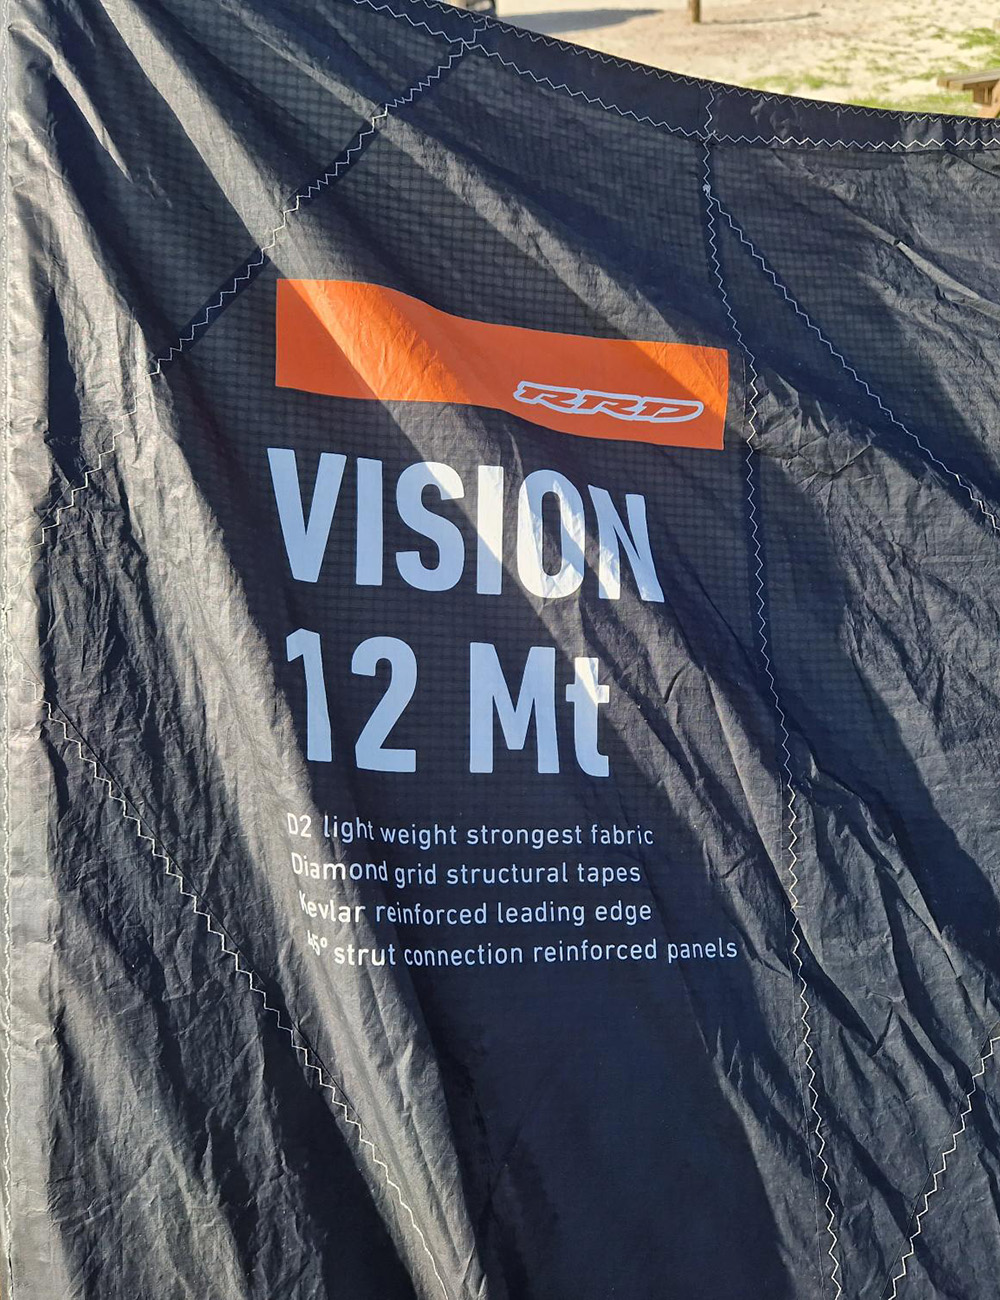 RRD
VISION
12 Mt
D2 light weight strongest fabric
Diamond grid structural tapes
Kevlar reinforced leading edge
45° strut connection reinforced panels